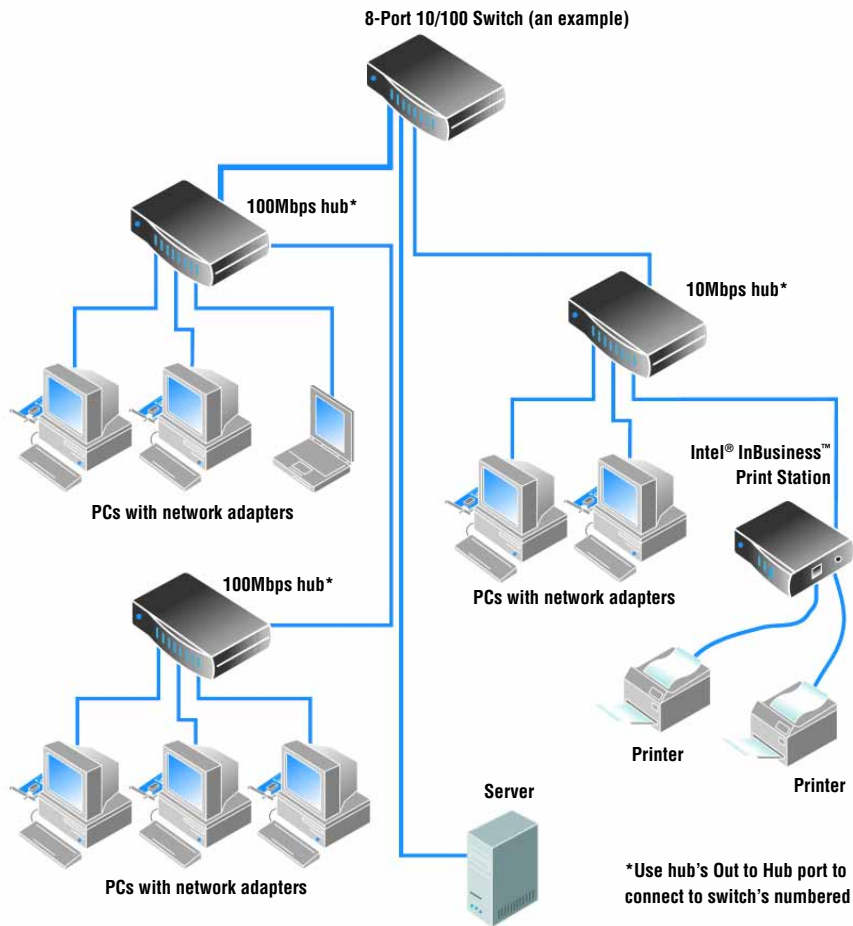 8-Port 10/100 Switch (an example)
100Mbps hub*
10Mbps hub*
Intel® InBusiness™
Print Station
PCs with network adapters
PCs with network adapters
100Mbps hub*
Printer
Printer
Server
PCs with network adapters
*Use hub's Out to Hub port to
connect to switch's numbered